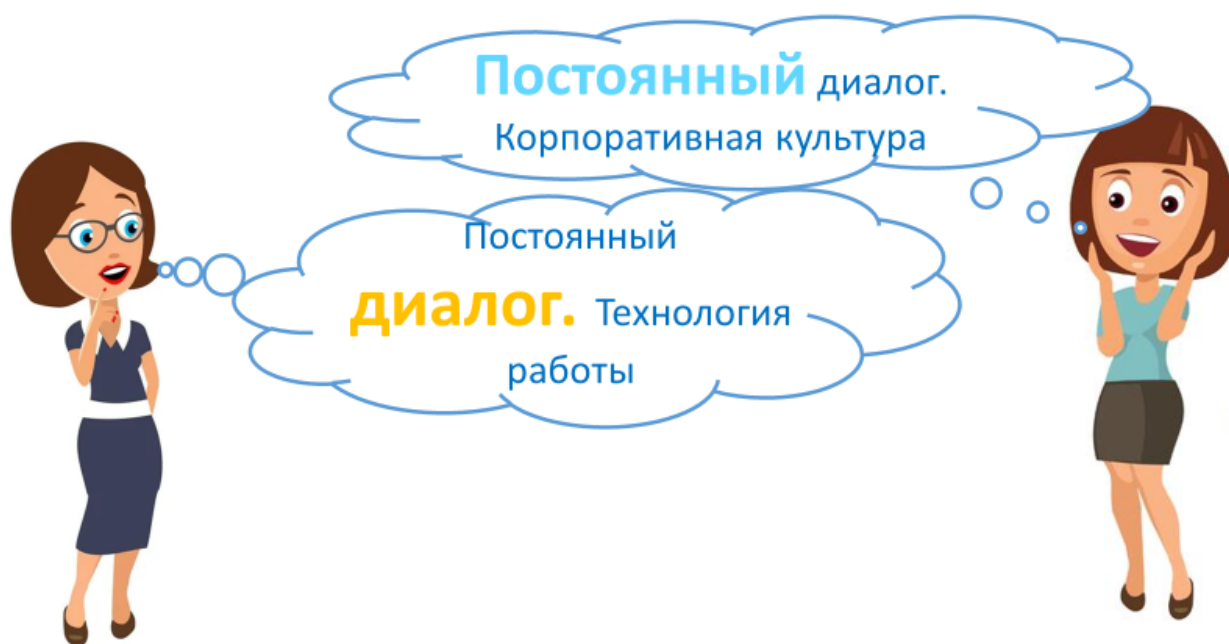 Постоянный диалог.
Корпоративная культура
Постоянный
диалог. Технология
работы